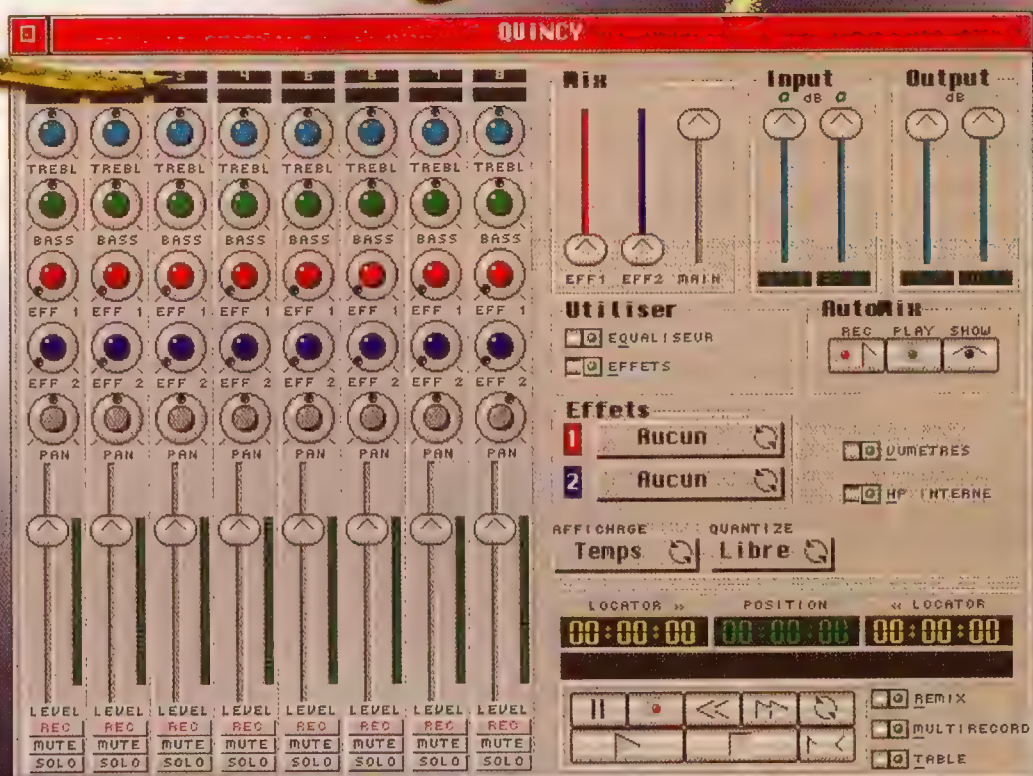 QUINCY
3 4 5 6 7 8
TREBL TREBL TREBL TREBL TREBL TREBL TREBL TREBL
BASS BASS BASS BASS BASS BASS BASS BASS
EFF 1 EFF 1 EFF 1 EFF 1 EFF 1 EFF 1 EFF 1 EFF 1
EFF 2 EFF 2 EFF 2 EFF 2 EFF 2 EFF 2 EFF 2 EFF 2
PAN PAN PAN PAN PAN PAN PAN PAN
LEVEL LEVEL LEVEL LEVEL LEVEL LEVEL LEVEL LEVEL
REC REC REC REC REC REC REC REC
MUTE MUTE MUTE MUTE MUTE MUTE MUTE MUTE
SOLO SOLO SOLO SOLO SOLO SOLO SOLO SOLO
Mix
EFF1 EFF2 MAIN
Input
dB
Output
dB
Utiliser
EQUALISEUR
EFFETS
AutoMix
REC PLAY SHOW
Effets
1 Aucun
2 Aucun
VUMETRES
HP INTERNE
AFFICHAGE QUANTIZE
Temps Libre
LOCATOR » POSITION « LOCATOR
00:00:00 00:00:00 00:00:00
REMIX
MULTIRECORD
TABLE